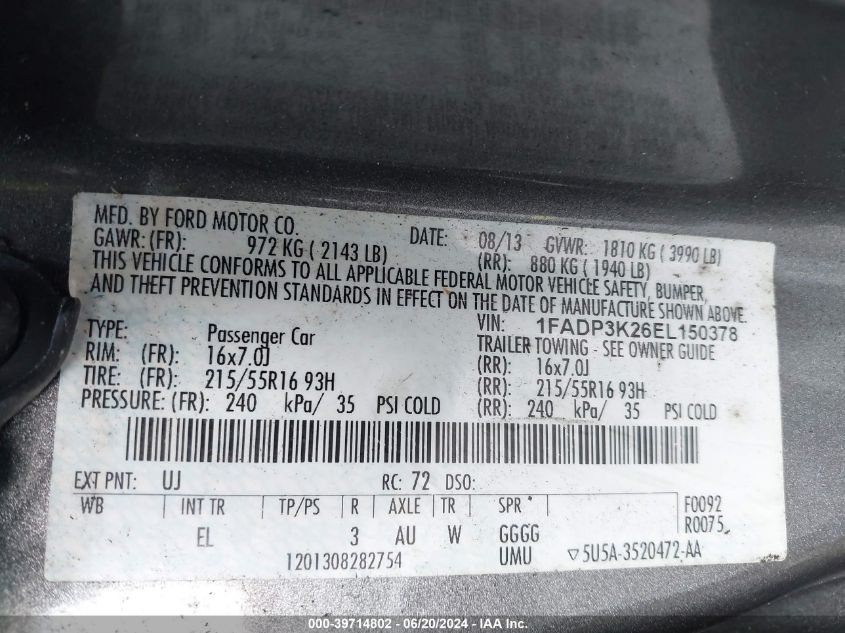 MFD. BY FORD MOTOR CO.
DATE: 08/13 GVWR: 1810 KG ( 3990 LB)
GAWR: (FR): 972 KG ( 2143 LB) (RR): 880 KG ( 1940 LB)
THIS VEHICLE CONFORMS TO ALL APPLICABLE FEDERAL MOTOR VEHICLE SAFETY, BUMPER,
AND THEFT PREVENTION STANDARDS IN EFFECT ON THE DATE OF MANUFACTURE SHOWN ABOVE.
VIN: 1FADP3K26EL150378
TYPE: Passenger Car TRAILER TOWING - SEE OWNER GUIDE
RIM: (FR): 16x7.0J (RR): 16x7.0J
TIRE: (FR): 215/55R16 93H (RR): 215/55R16 93H
PRESSURE: (FR): 240 kPa/ 35 PSI COLD (RR): 240 kPa/ 35 PSI COLD
EXT PNT: UJ RC: 72 DSO:
WB | INT TR | TP/PS | R | AXLE | TR | SPR * F0092
EL 3 AU W GGGG R0075
1201308282754 UMU ▽5U5A-3520472-AA
000-39714802 - 06/20/2024 - IAA Inc.